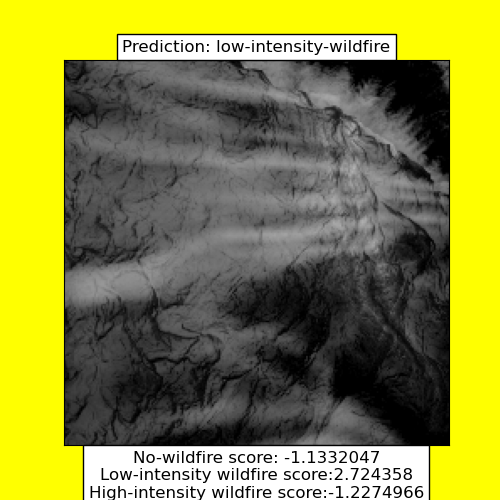 Prediction: low-intensity-wildfire
No-wildfire score: -1.1332047
Low-intensity wildfire score:2.724358
High-intensity wildfire score:-1.2274966